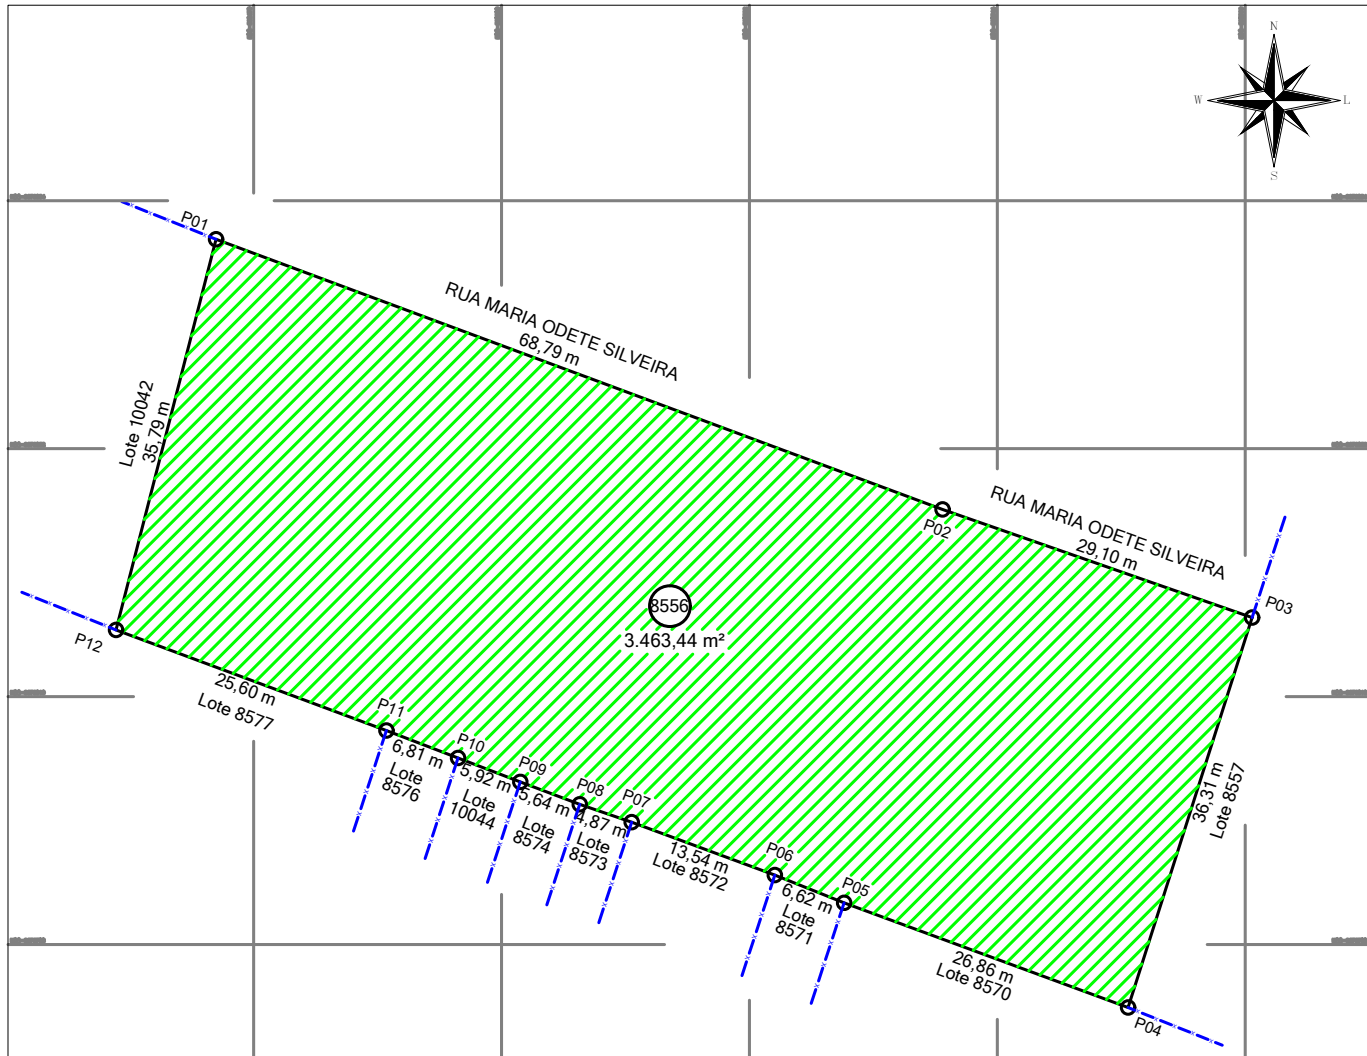 N
W
L
S
P01
RUA MARIA ODETE SILVEIRA
68,79 m
Lote 10042
35,79 m
P02
RUA MARIA ODETE SILVEIRA
29,10 m
P03
8556
3.463,44 m²
P12
25,60 m
Lote 8577
P11
6,81 m
Lote
8576
P10
5,92 m
Lote
10044
P09
5,64 m
Lote
8574
P08
4,87 m
Lote
8573
P07
13,54 m
Lote 8572
P06
6,62 m
Lote
8571
P05
26,86 m
Lote 8570
P04
36,31 m
Lote 8557